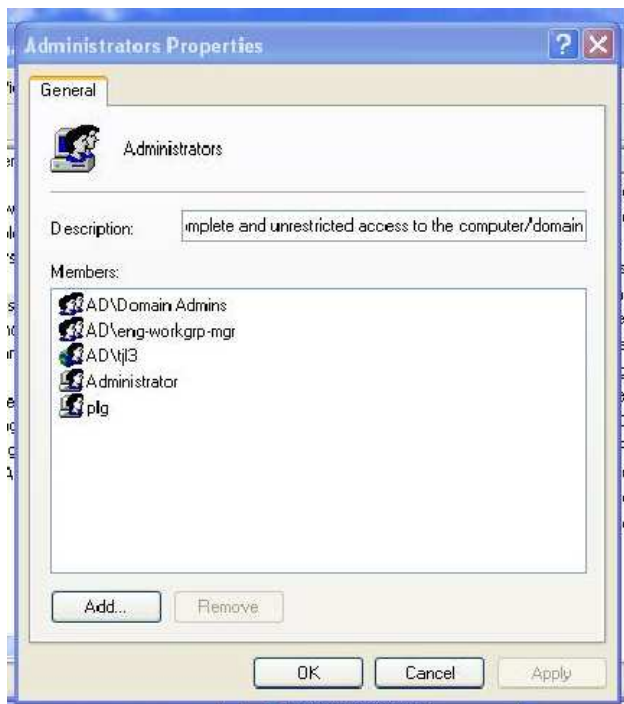 Administrators Properties
General
Administrators
Description:
mplete and unrestricted access to the computer/domain
Members:
AD\Domain Admins
AD\eng-workgrp-mgr
AD\tjl3
Administrator
plg
Add...
Remove
OK
Cancel
Apply